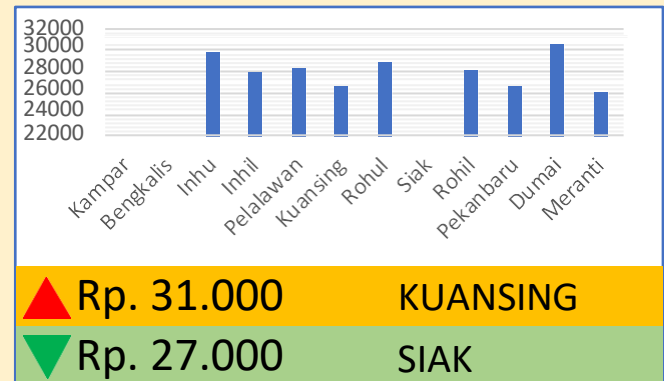 32000
30000
28000
26000
24000
22000
Kampar
Bengkalis
Inhu
Inhil
Pelalawan
Kuansing
Rohul
Siak
Rohil
Pekanbaru
Dumai
Meranti
Rp. 31.000 KUANSING
Rp. 27.000 SIAK